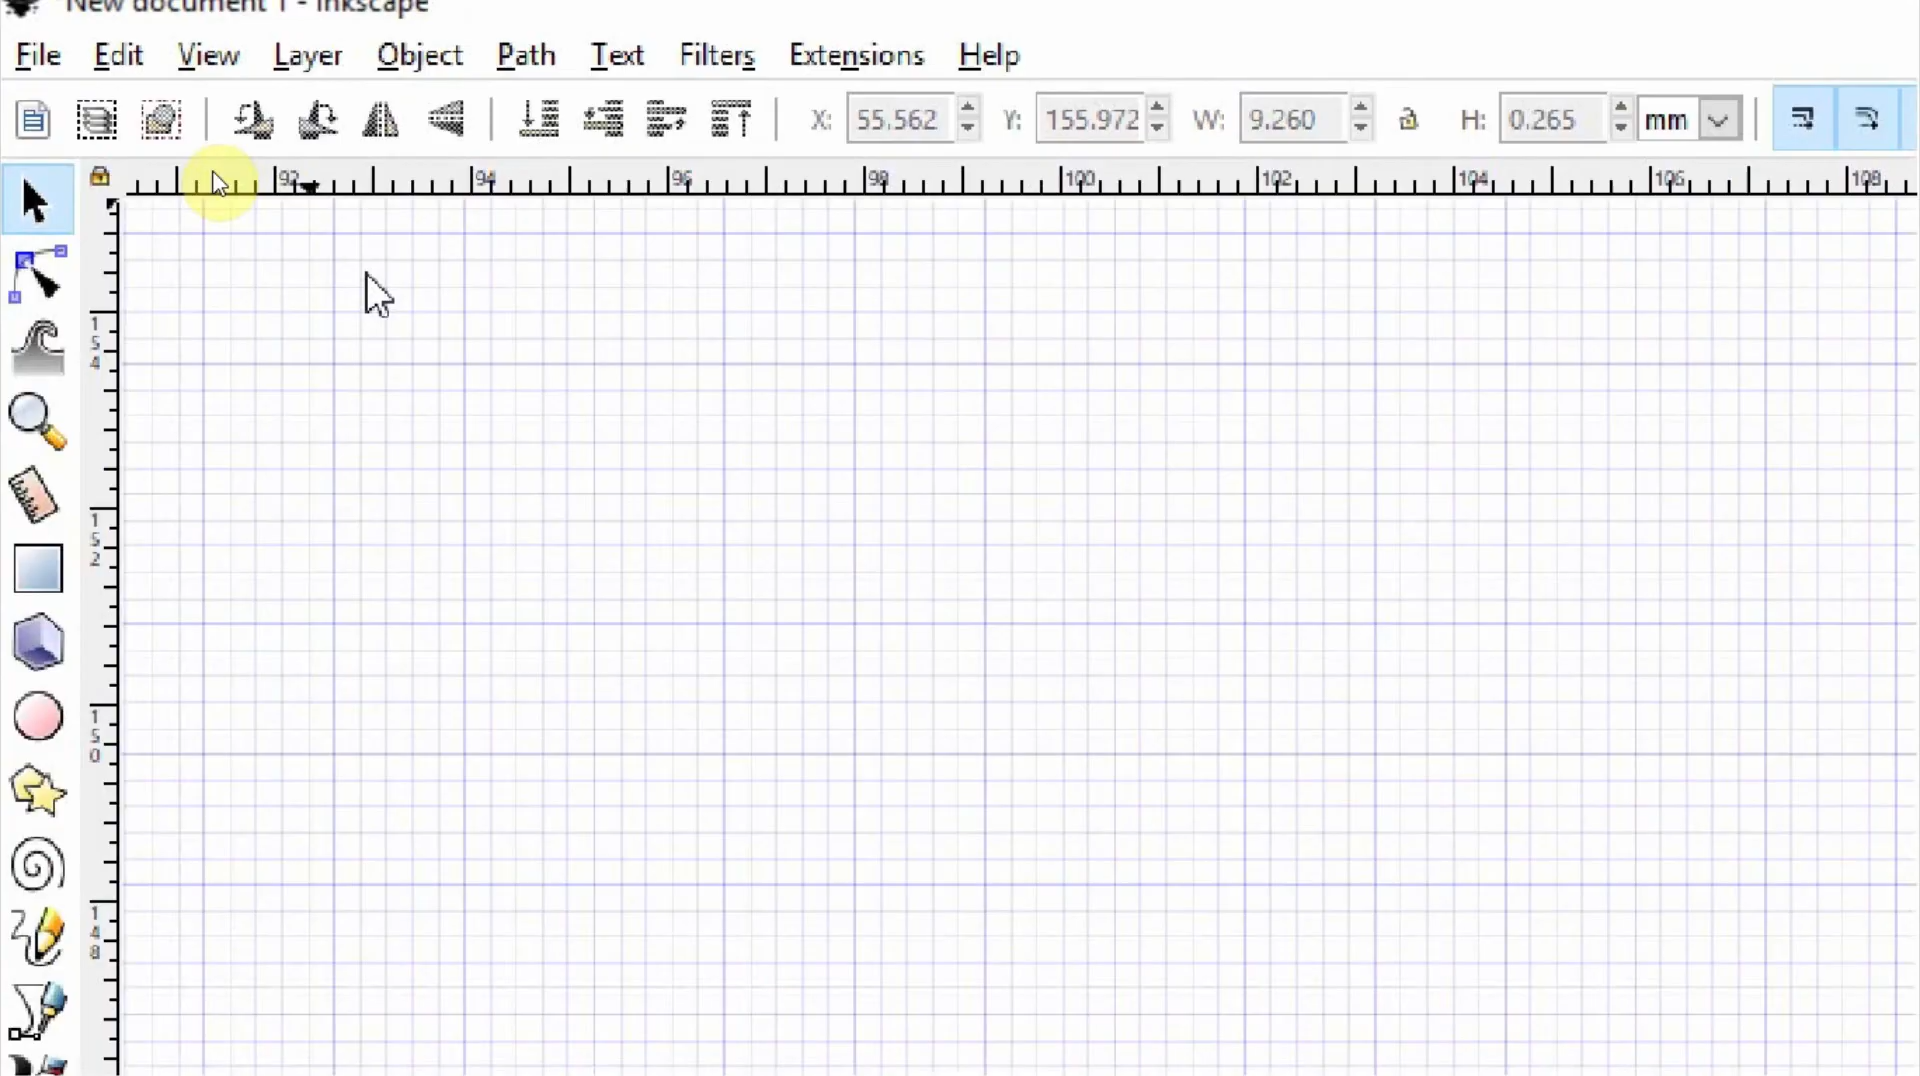 *New document 1 - Inkscape
File Edit View Layer Object Path Text Filters Extensions Help
X: 55.562 Y: 155.972 W: 9.260 H: 0.265 mm
92 94 96 98 100 102 104 106 108
154
152
150
148